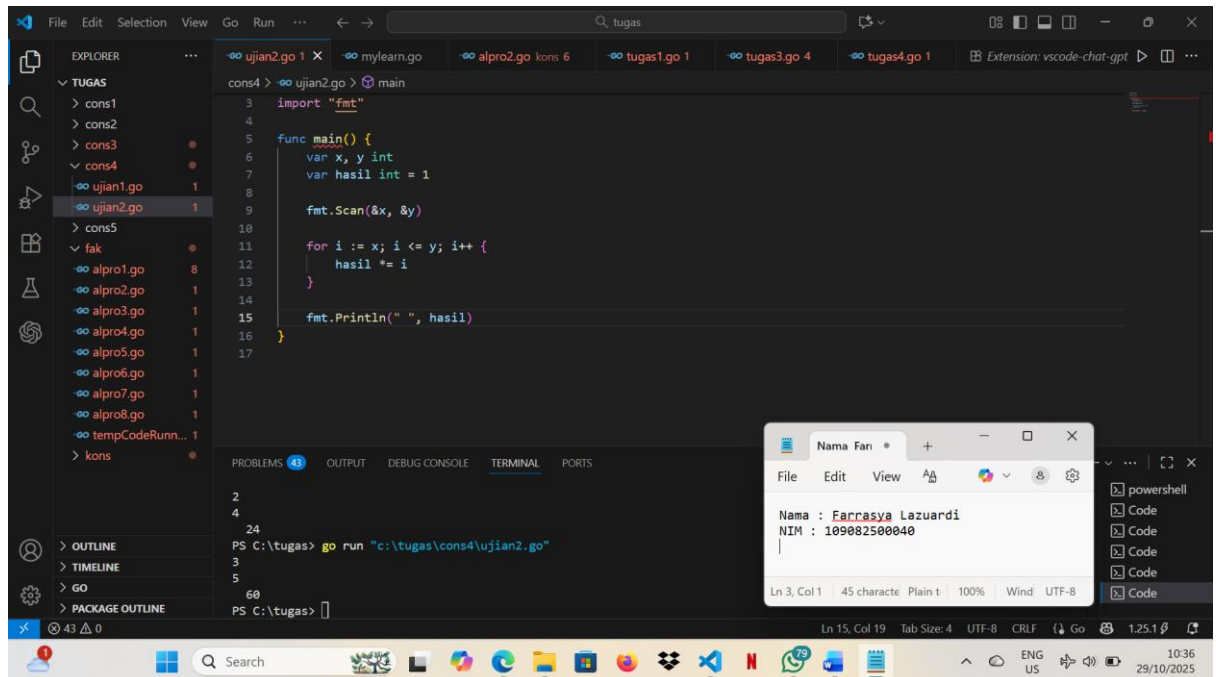 File Edit Selection View Go Run ··· tugas
EXPLORER ···
TUGAS
cons1
cons2
cons3
cons4
ujian1.go 1
ujian2.go 1
cons5
fak
alpro1.go 8
alpro2.go 1
alpro3.go 1
alpro4.go 1
alpro5.go 1
alpro6.go 1
alpro7.go 1
alpro8.go 1
tempCodeRunn... 1
kons
OUTLINE
TIMELINE
GO
PACKAGE OUTLINE
ujian2.go 1 mylearn.go alpro2.go kons 6 tugas1.go 1 tugas3.go 4 tugas4.go 1 Extension: vscode-chat-gpt ···
cons4 > ujian2.go > main
3 import "fmt"
4
5 func main() {
6 var x, y int
7 var hasil int = 1
8
9 fmt.Scan(&x, &y)
10
11 for i := x; i <= y; i++ {
12 hasil *= i
13 }
14
15 fmt.Println(" ", hasil)
16 }
17
PROBLEMS 43 OUTPUT DEBUG CONSOLE TERMINAL PORTS
2
4
24
PS C:\tugas> go run "c:\tugas\cons4\ujian2.go"
3
5
60
PS C:\tugas>
powershell
Code
Code
Code
Code
Code
Nama Farr
File Edit View
Nama : Farrasya Lazuardi
NIM : 109082500040
Ln 3, Col 1 45 characte Plain t 100% Wind UTF-8
43 0 Ln 15, Col 19 Tab Size: 4 UTF-8 CRLF Go 1.25.1
1 Search 79 ENG US 10:36 29/10/2025